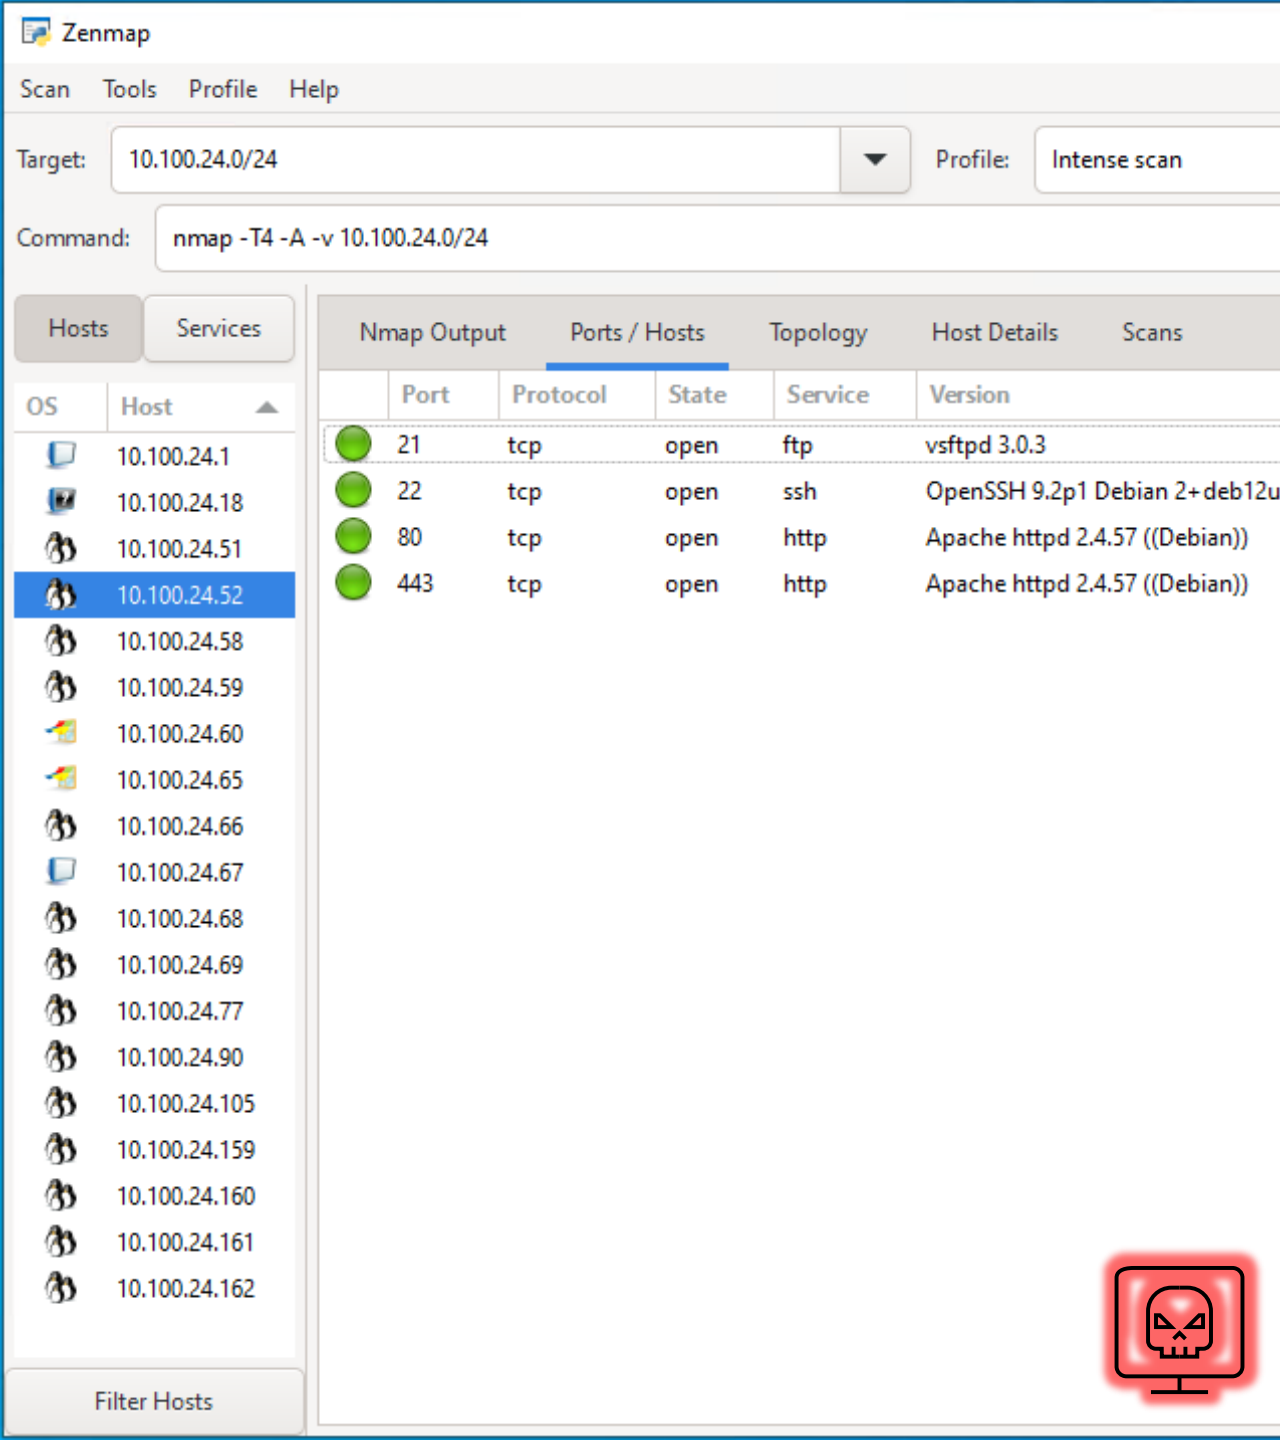 Zenmap
Scan Tools Profile Help
Target: 10.100.24.0/24 Profile: Intense scan
Command: nmap -T4 -A -v 10.100.24.0/24
Hosts Services
Nmap Output Ports / Hosts Topology Host Details Scans
OS Host
Port Protocol State Service Version
10.100.24.1
10.100.24.18
10.100.24.51
10.100.24.52
10.100.24.58
10.100.24.59
10.100.24.60
10.100.24.65
10.100.24.66
10.100.24.67
10.100.24.68
10.100.24.69
10.100.24.77
10.100.24.90
10.100.24.105
10.100.24.159
10.100.24.160
10.100.24.161
10.100.24.162
21 tcp open ftp vsftpd 3.0.3
22 tcp open ssh OpenSSH 9.2p1 Debian 2+deb12u
80 tcp open http Apache httpd 2.4.57 ((Debian))
443 tcp open http Apache httpd 2.4.57 ((Debian))
Filter Hosts